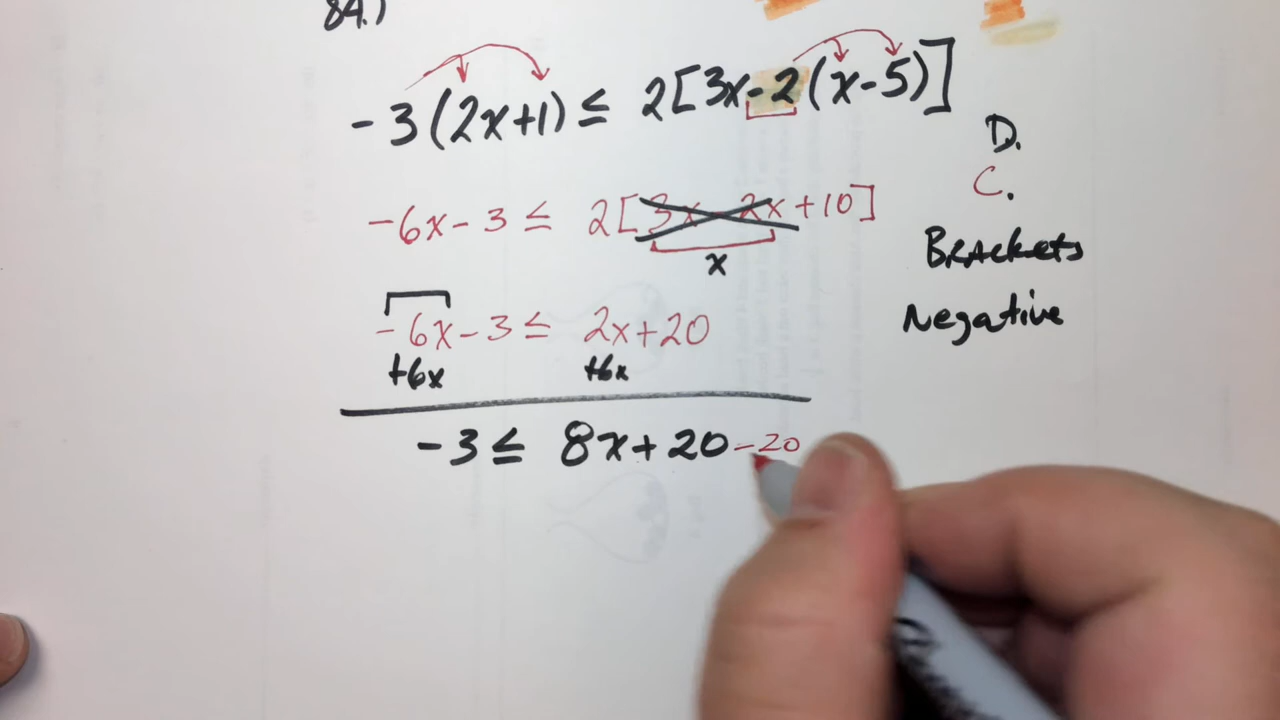 84.)
-3(2x+1) ≤ 2[3x-2(x-5)]
D.
C.
-6x-3 ≤ 2[3x-2x+10]
x
Brackets
Negative
-6x-3 ≤ 2x+20
+6x +6x
-3 ≤ 8x+20-20